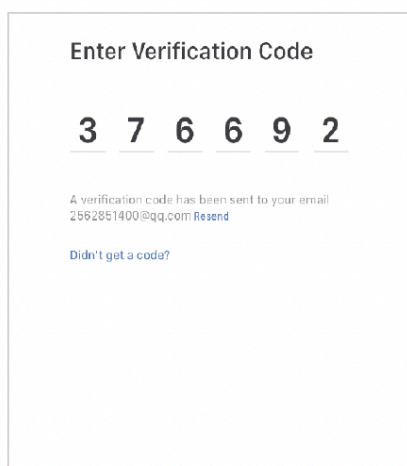 Enter Verification Code
3 7 6 6 9 2
A verification code has been sent to your email
2562851400@qq.com Resend
Didn't get a code?